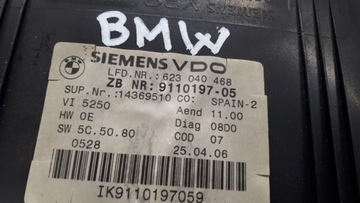 BMW
SIEMENS VDO
LFD.NR.: 623 040 468
ZB NR: 9110197-05
SUP.Nr.: 14369510 CO: SPAIN-2
VI 5250 Aend 11.00
HW 0E Diag 08D0
SW 5C.50.80 COD 07
0528 25.04.06
IK9110197059